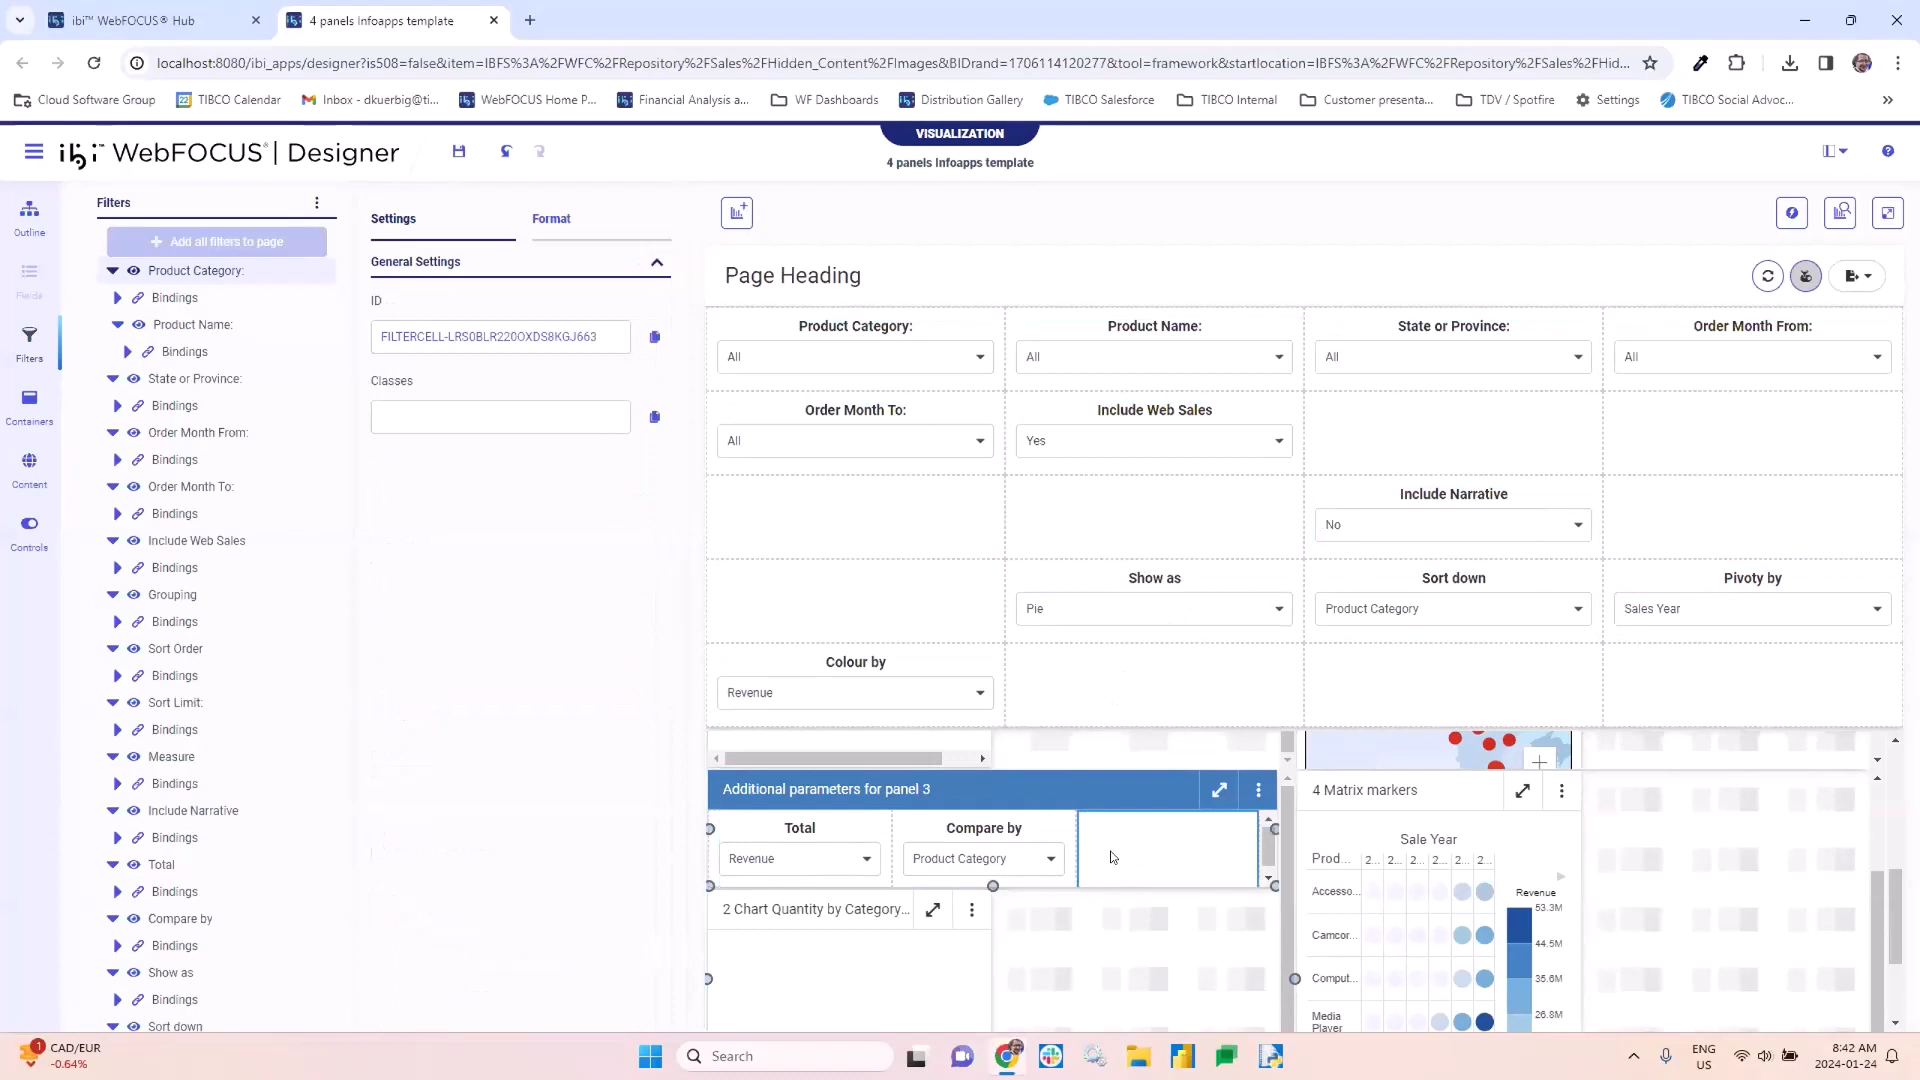 ibi™ WebFOCUS® Hub
4 panels Infoapps template
localhost:8080/ibi_apps/designer?is508=false&item=IBFS%3A%2FWFC%2FRepository%2FSales%2FHidden_Content%2FImages&BIDrand=1706114120277&tool=framework&startlocation=IBFS%3A%2FWFC%2FRepository%2FSales%2FHid...
Cloud Software Group
TIBCO Calendar
Inbox - dkuerbig@ti...
WebFOCUS Home P...
Financial Analysis a...
WF Dashboards
Distribution Gallery
TIBCO Salesforce
TIBCO Internal
Customer presenta...
TDV / Spotfire
Settings
TIBCO Social Advoc...
»
VISUALIZATION
ibi™ WebFOCUS® | Designer
4 panels Infoapps template
Outline
Fields
Filters
Containers
Content
Controls
Filters
+ Add all filters to page
Product Category:
Bindings
Product Name:
Bindings
State or Province:
Bindings
Order Month From:
Bindings
Order Month To:
Bindings
Include Web Sales
Bindings
Grouping
Bindings
Sort Order
Bindings
Sort Limit:
Bindings
Measure
Bindings
Include Narrative
Bindings
Total
Bindings
Compare by
Bindings
Show as
Bindings
Sort down
Settings
Format
General Settings
ID
FILTERCELL-LRS0BLR220OXDS8KGJ663
Classes
Page Heading
Product Category: Product Name: State or Province: Order Month From:
All All All All
Order Month To: Include Web Sales
All Yes
Include Narrative
No
Show as Sort down Pivoty by
Pie Product Category Sales Year
Colour by
Revenue
+
Additional parameters for panel 3
Total Compare by
Revenue Product Category
2 Chart Quantity by Category...
4 Matrix markers
Sale Year
Prod... 2... 2... 2... 2... 2... 2...
Accesso...
Camcor...
Comput...
Media
Player
Revenue
53.3M
44.5M
35.6M
26.8M
1
CAD/EUR
-0.64%
Search
ENG
US
8:42 AM
2024-01-24